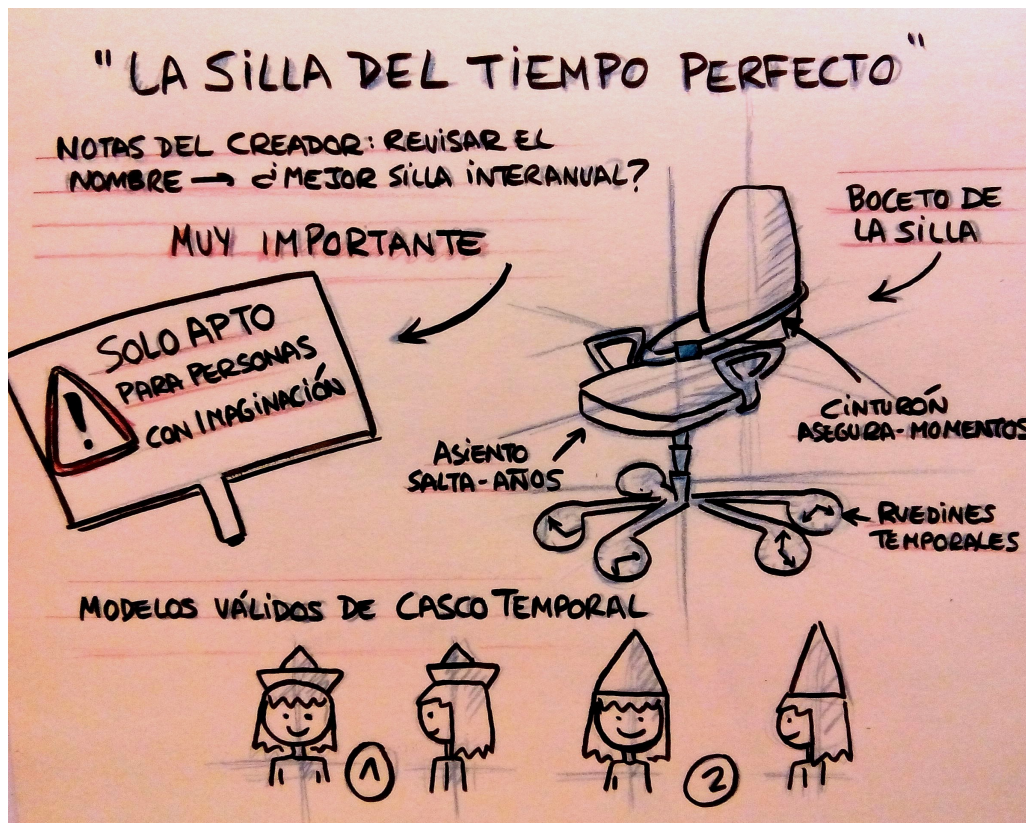 "LA SILLA DEL TIEMPO PERFECTO"
NOTAS DEL CREADOR: REVISAR EL
NOMBRE → ¿MEJOR SILLA INTERANUAL?
MUY IMPORTANTE
BOCETO DE
LA SILLA
SOLO APTO
PARA PERSONAS
CON IMAGINACIÓN
!
CINTURÓN
ASEGURA-MOMENTOS
ASIENTO
SALTA-AÑOS
RUEDINES
TEMPORALES
MODELOS VÁLIDOS DE CASCO TEMPORAL
1
2